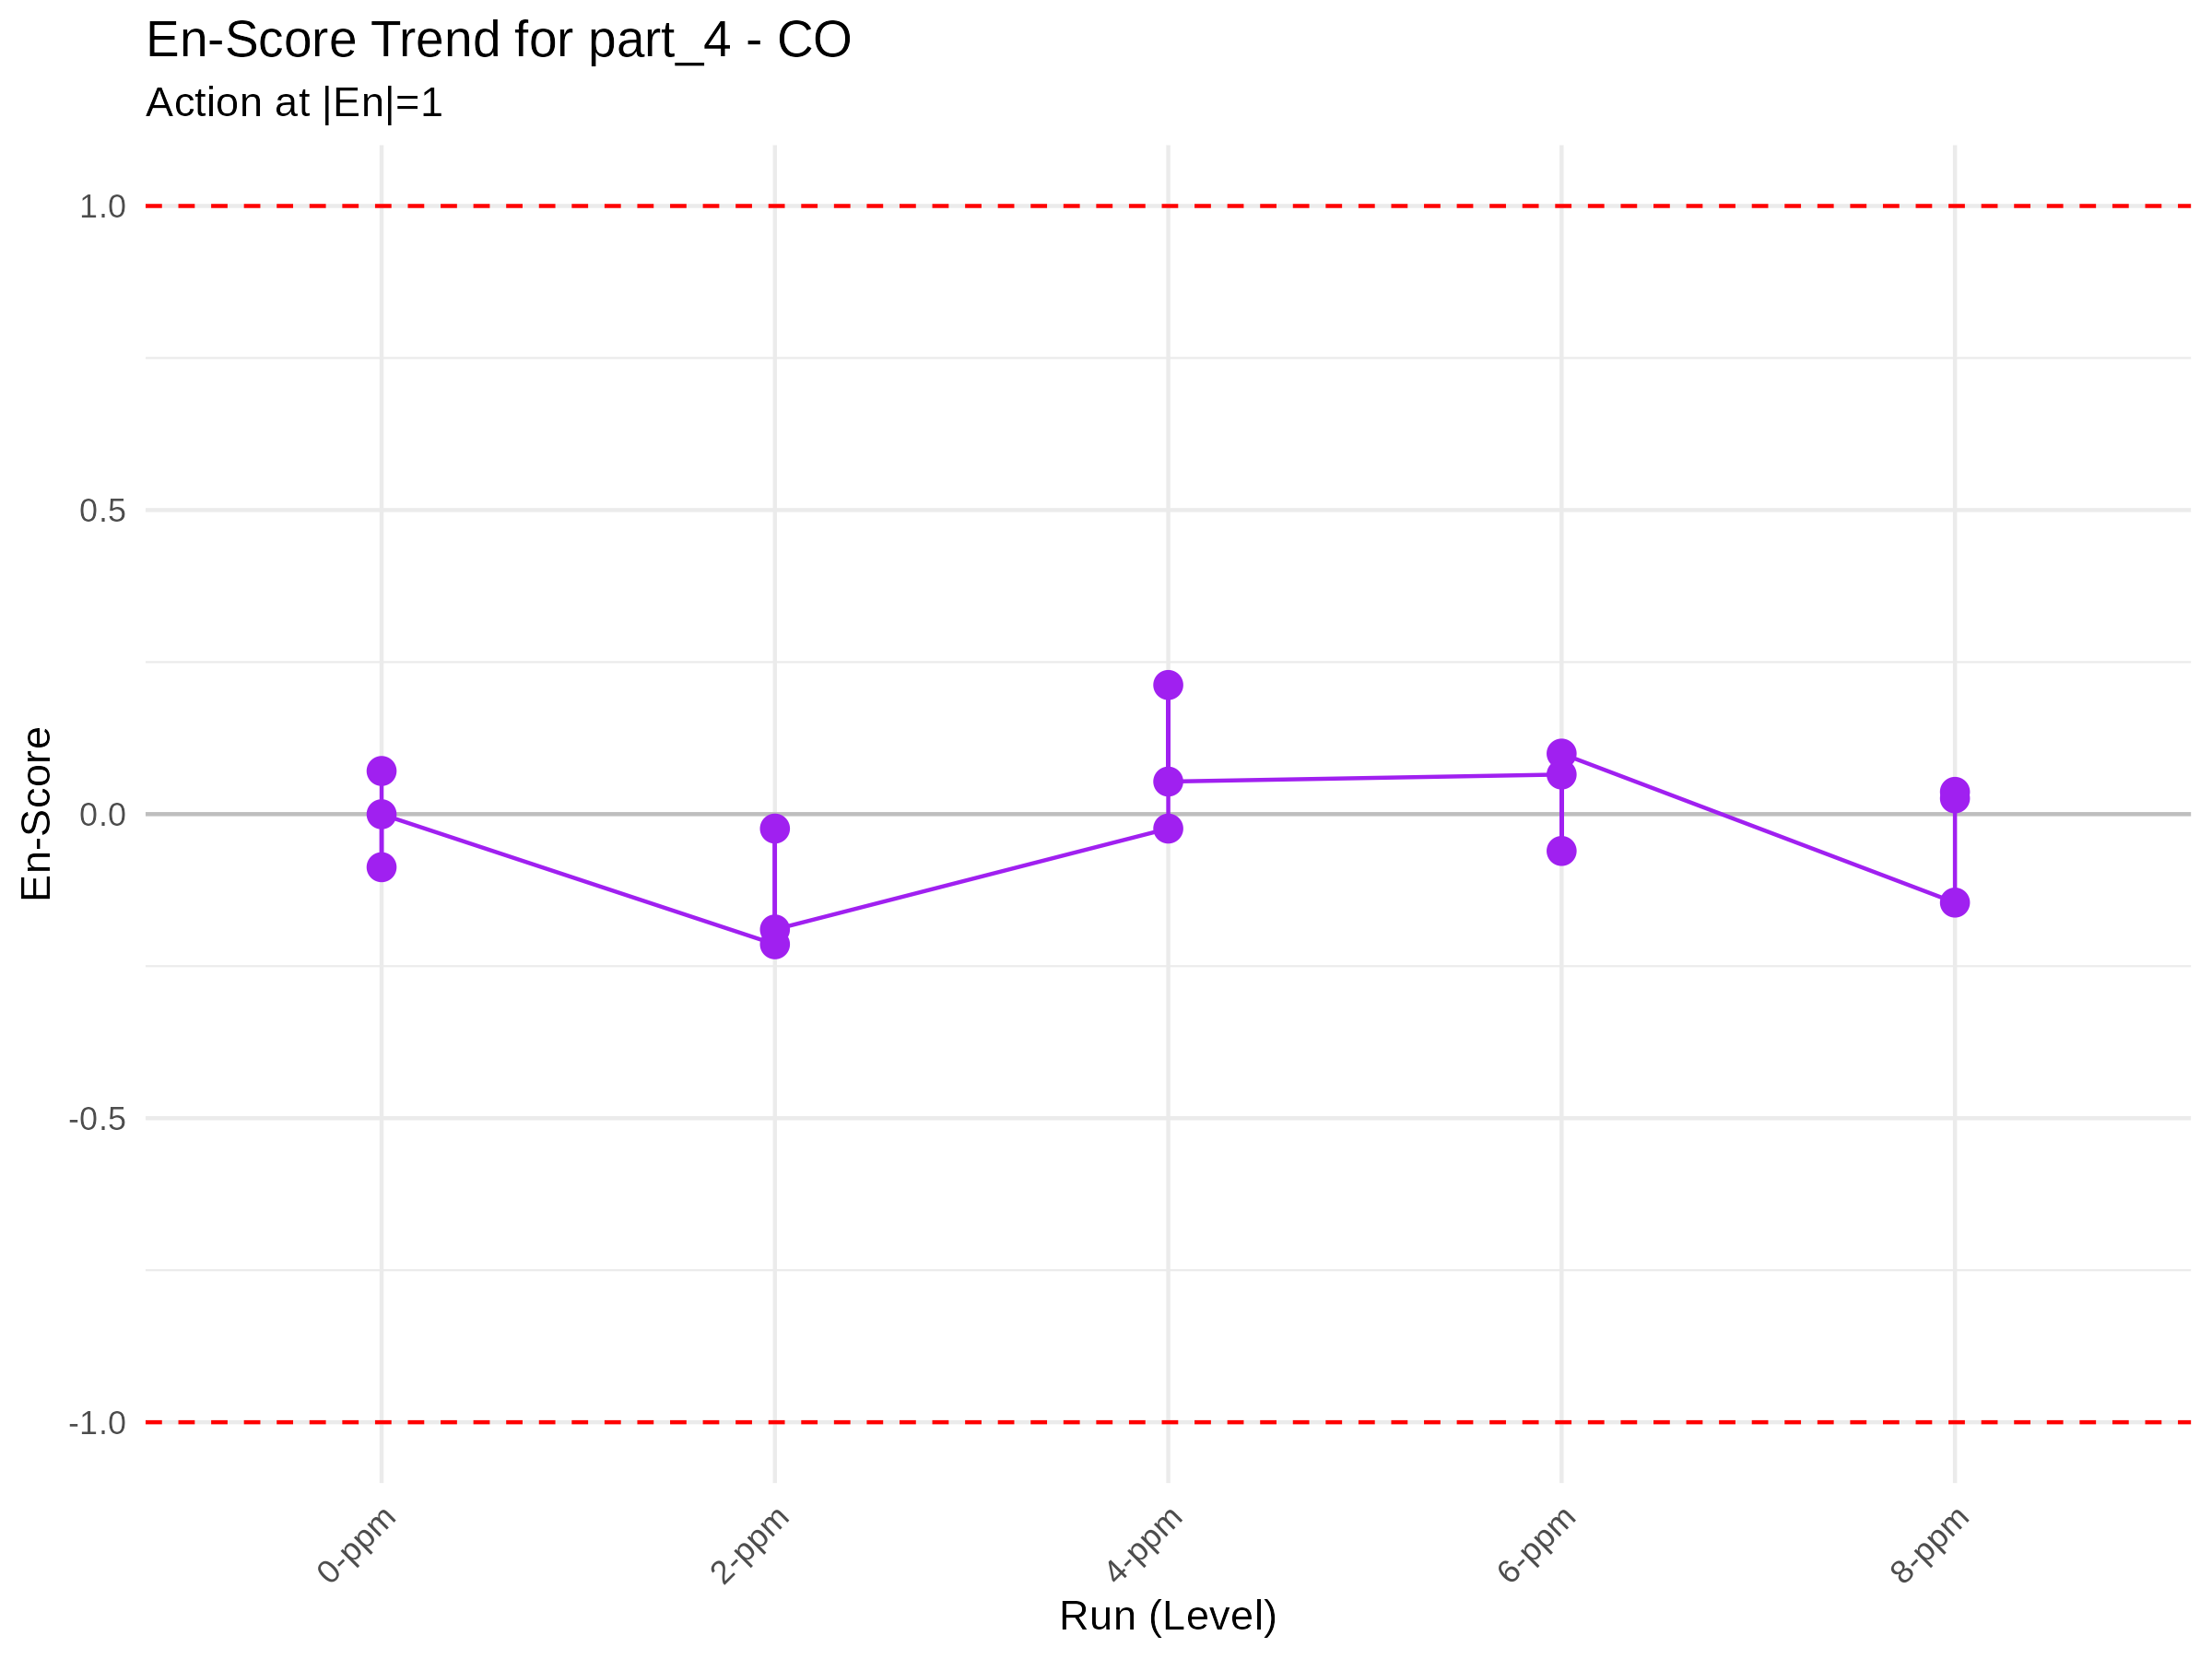 En-Score Trend for part_4 - CO
Action at |En|=1
En-Score
1.0
0.5
0.0
-0.5
-1.0
0-ppm
2-ppm
4-ppm
6-ppm
8-ppm
Run (Level)